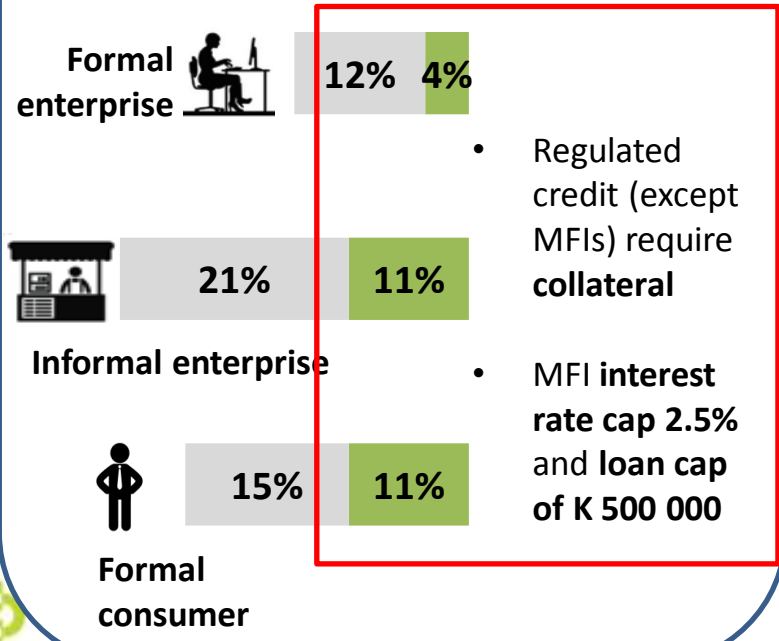 Formal
enterprise
12% 4%
• Regulated
credit (except
MFIs) require
collateral
21% 11%
Informal enterprise
• MFI interest
rate cap 2.5%
and loan cap
of K 500 000
15% 11%
Formal
consumer